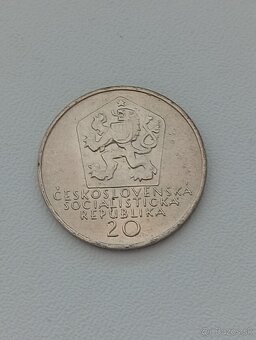 ČESKOSLOVENSKÁ
SOCIALISTICKÁ
REPUBLIKA
20